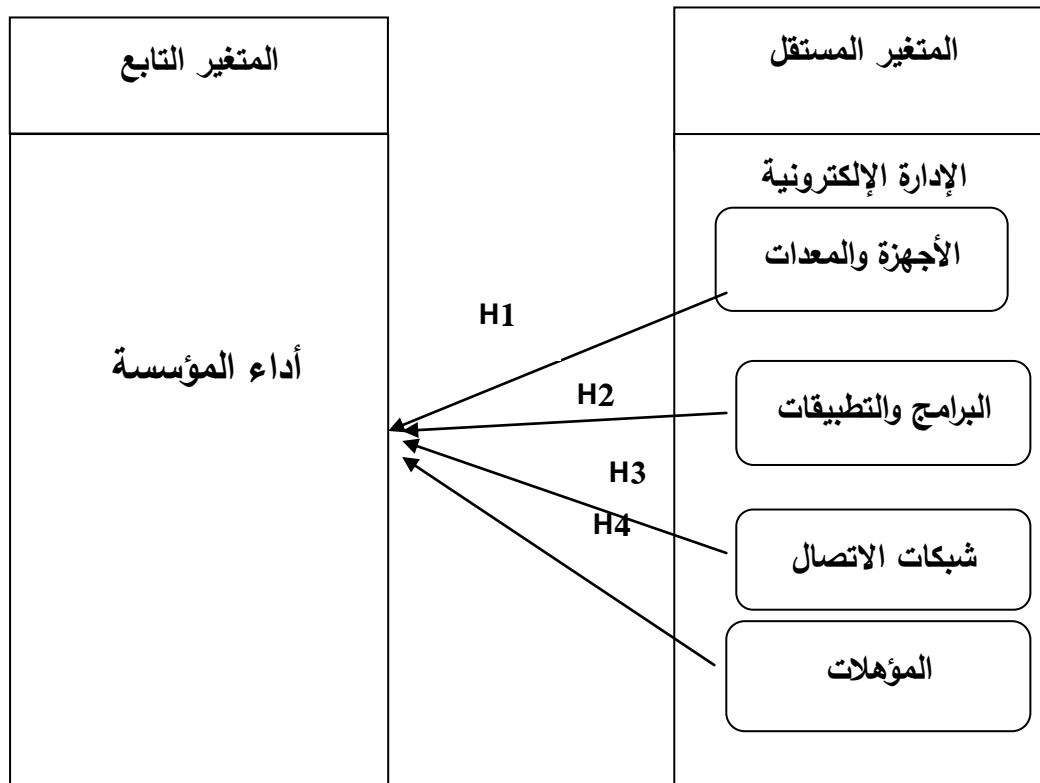 المتغير المستقل
المتغير التابع
الإدارة الإلكترونية
الأجهزة والمعدات
H1
أداء المؤسسة
H2
البرامج والتطبيقات
H3
H4
شبكات الاتصال
المؤهلات